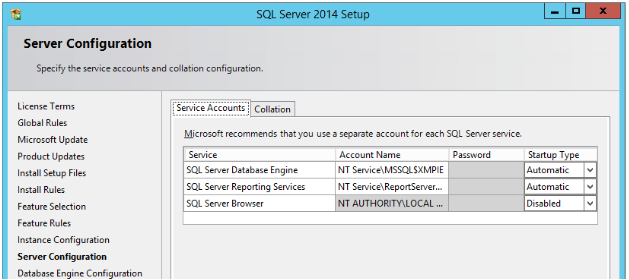 SQL Server 2014 Setup
Server Configuration
Specify the service accounts and collation configuration.
License Terms
Global Rules
Microsoft Update
Product Updates
Install Setup Files
Install Rules
Feature Selection
Feature Rules
Instance Configuration
Server Configuration
Database Engine Configuration
Service Accounts Collation
Microsoft recommends that you use a separate account for each SQL Server service.
Service Account Name Password Startup Type
SQL Server Database Engine NT Service\MSSQL$XMPIE Automatic
SQL Server Reporting Services NT Service\ReportServer... Automatic
SQL Server Browser NT AUTHORITY\LOCAL ... Disabled